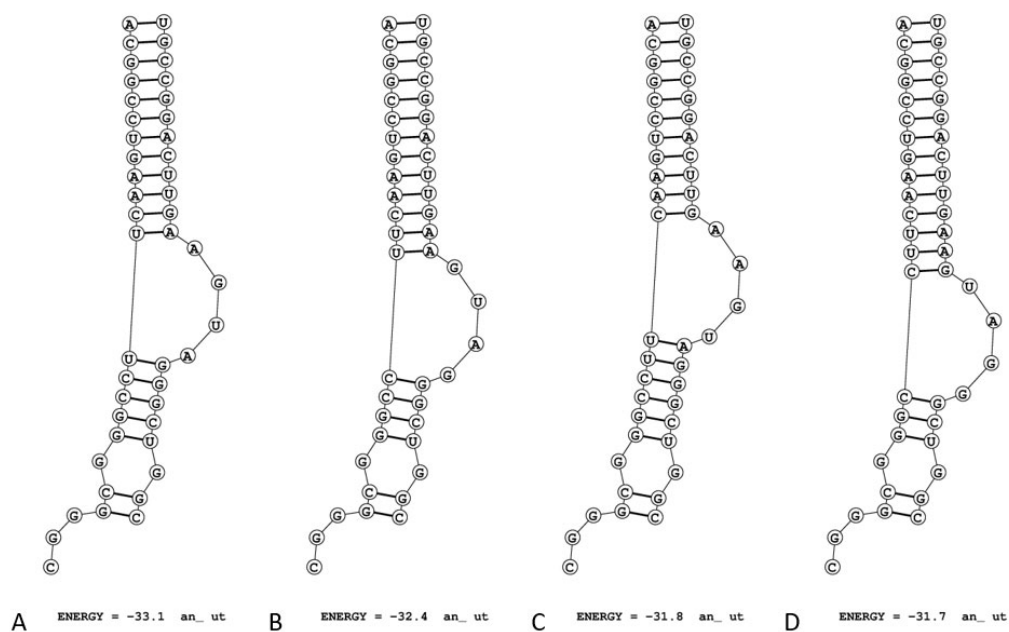 A C G G C C U G A A C U U C C G G G C G G G C
U G C C G G A C U U G A A G U A G G G C U G G C
A C G G C C U G A A C U U C C G G G C G G G C
U G C C G G A C U U G A A G U A G G G C U G G C
A C G G C C U G A A C U U C C G G G C G G G C
U G C C G G A C U U G A A G U A G G G C U G G C
A C G G C C U G A A C U U C C G G G C G G G C
U G C C G G A C U U G A A G U A G G G C U G G C
A ENERGY = -33.1 an_ ut
B ENERGY = -32.4 an_ ut
C ENERGY = -31.8 an_ ut
D ENERGY = -31.7 an_ ut